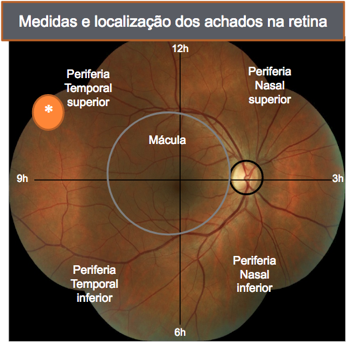 Medidas e localização dos achados na retina
12h
Periferia
Temporal
superior
Periferia
Nasal
superior
*
Mácula
9h
3h
Periferia
Temporal
inferior
Periferia
Nasal
inferior
6h